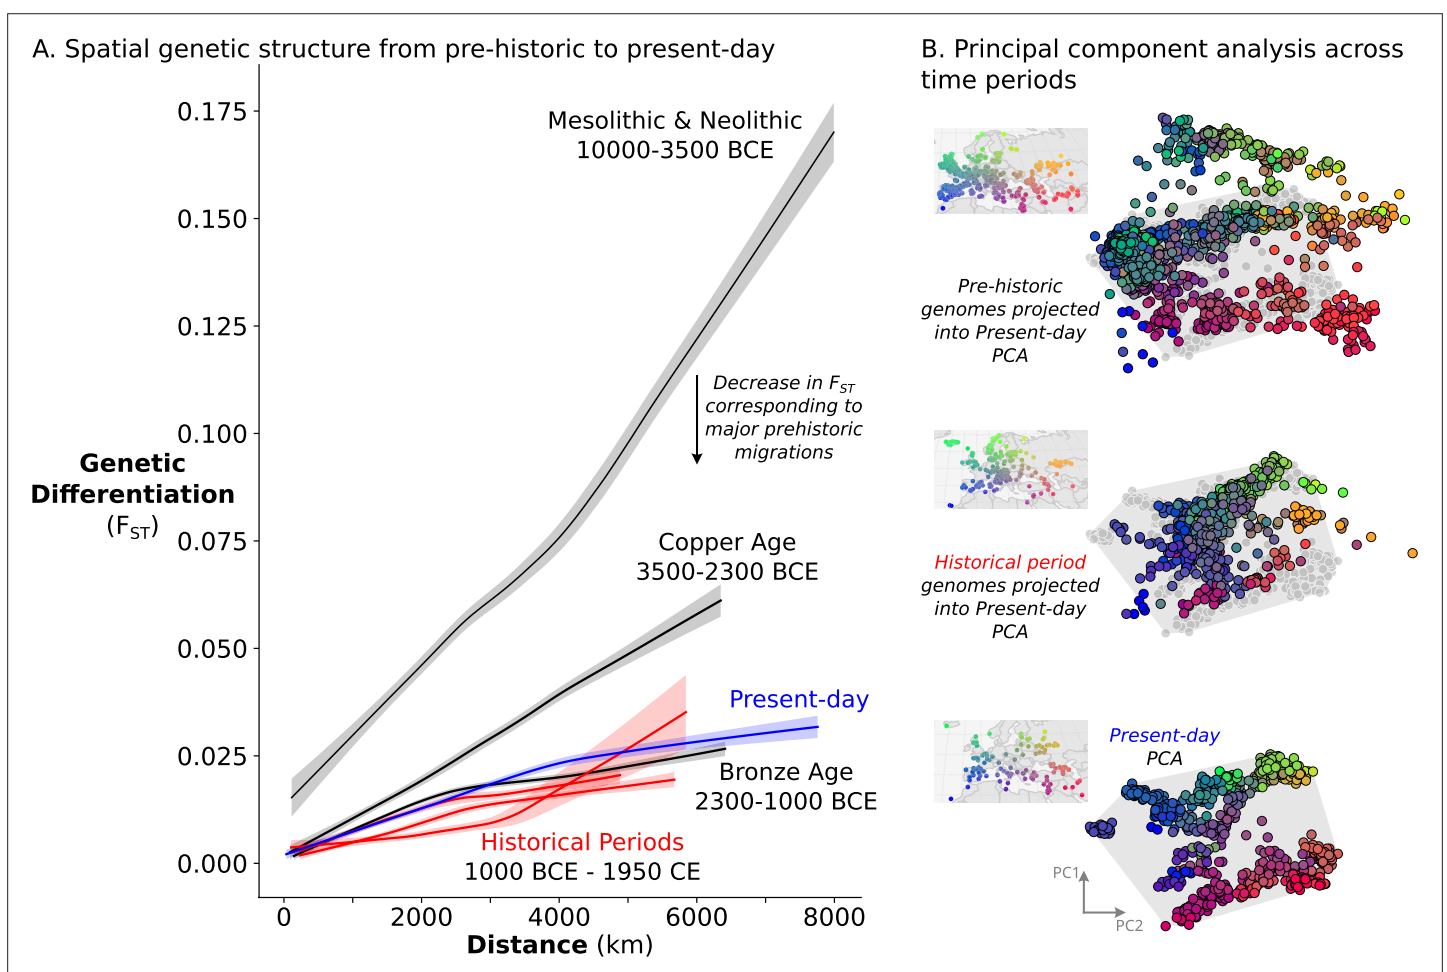 A. Spatial genetic structure from pre-historic to present-day
0.175
0.150
0.125
0.100
0.075
0.050
0.025
0.000
Genetic
Differentiation
(FST)
Mesolithic & Neolithic
10000-3500 BCE
Decrease in FST
corresponding to
major prehistoric
migrations
Copper Age
3500-2300 BCE
Present-day
Bronze Age
2300-1000 BCE
Historical Periods
1000 BCE - 1950 CE
0
2000
4000
6000
8000
Distance (km)
B. Principal component analysis across
time periods
Pre-historic
genomes projected
into Present-day
PCA
Historical period
genomes projected
into Present-day
PCA
Present-day
PCA
PC1
PC2